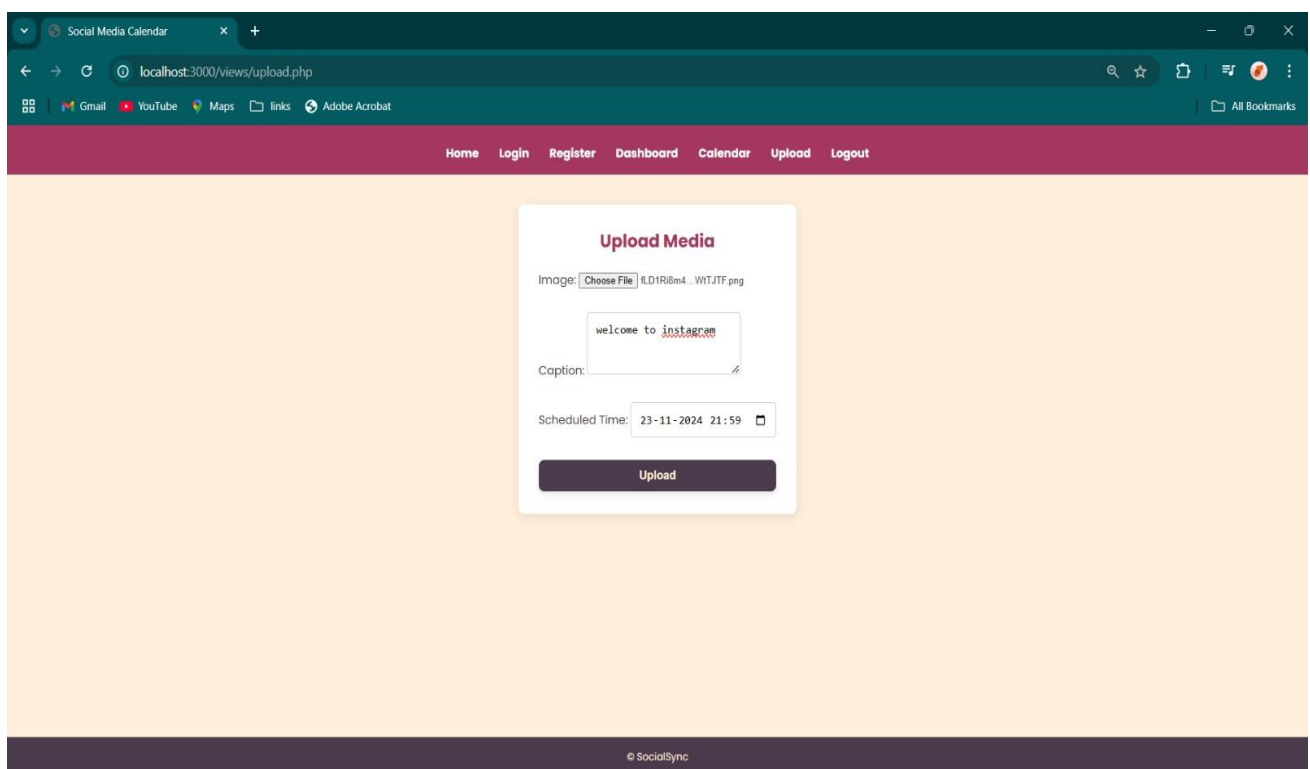 Social Media Calendar
localhost:3000/views/upload.php
Gmail YouTube Maps links Adobe Acrobat All Bookmarks
Home Login Register Dashboard Calendar Upload Logout
Upload Media
Image: Choose File fLD1Ri8m4...WtTJTF.png
welcome to instagram
Caption:
Scheduled Time: 23-11-2024 21:59
Upload
© SocialSync